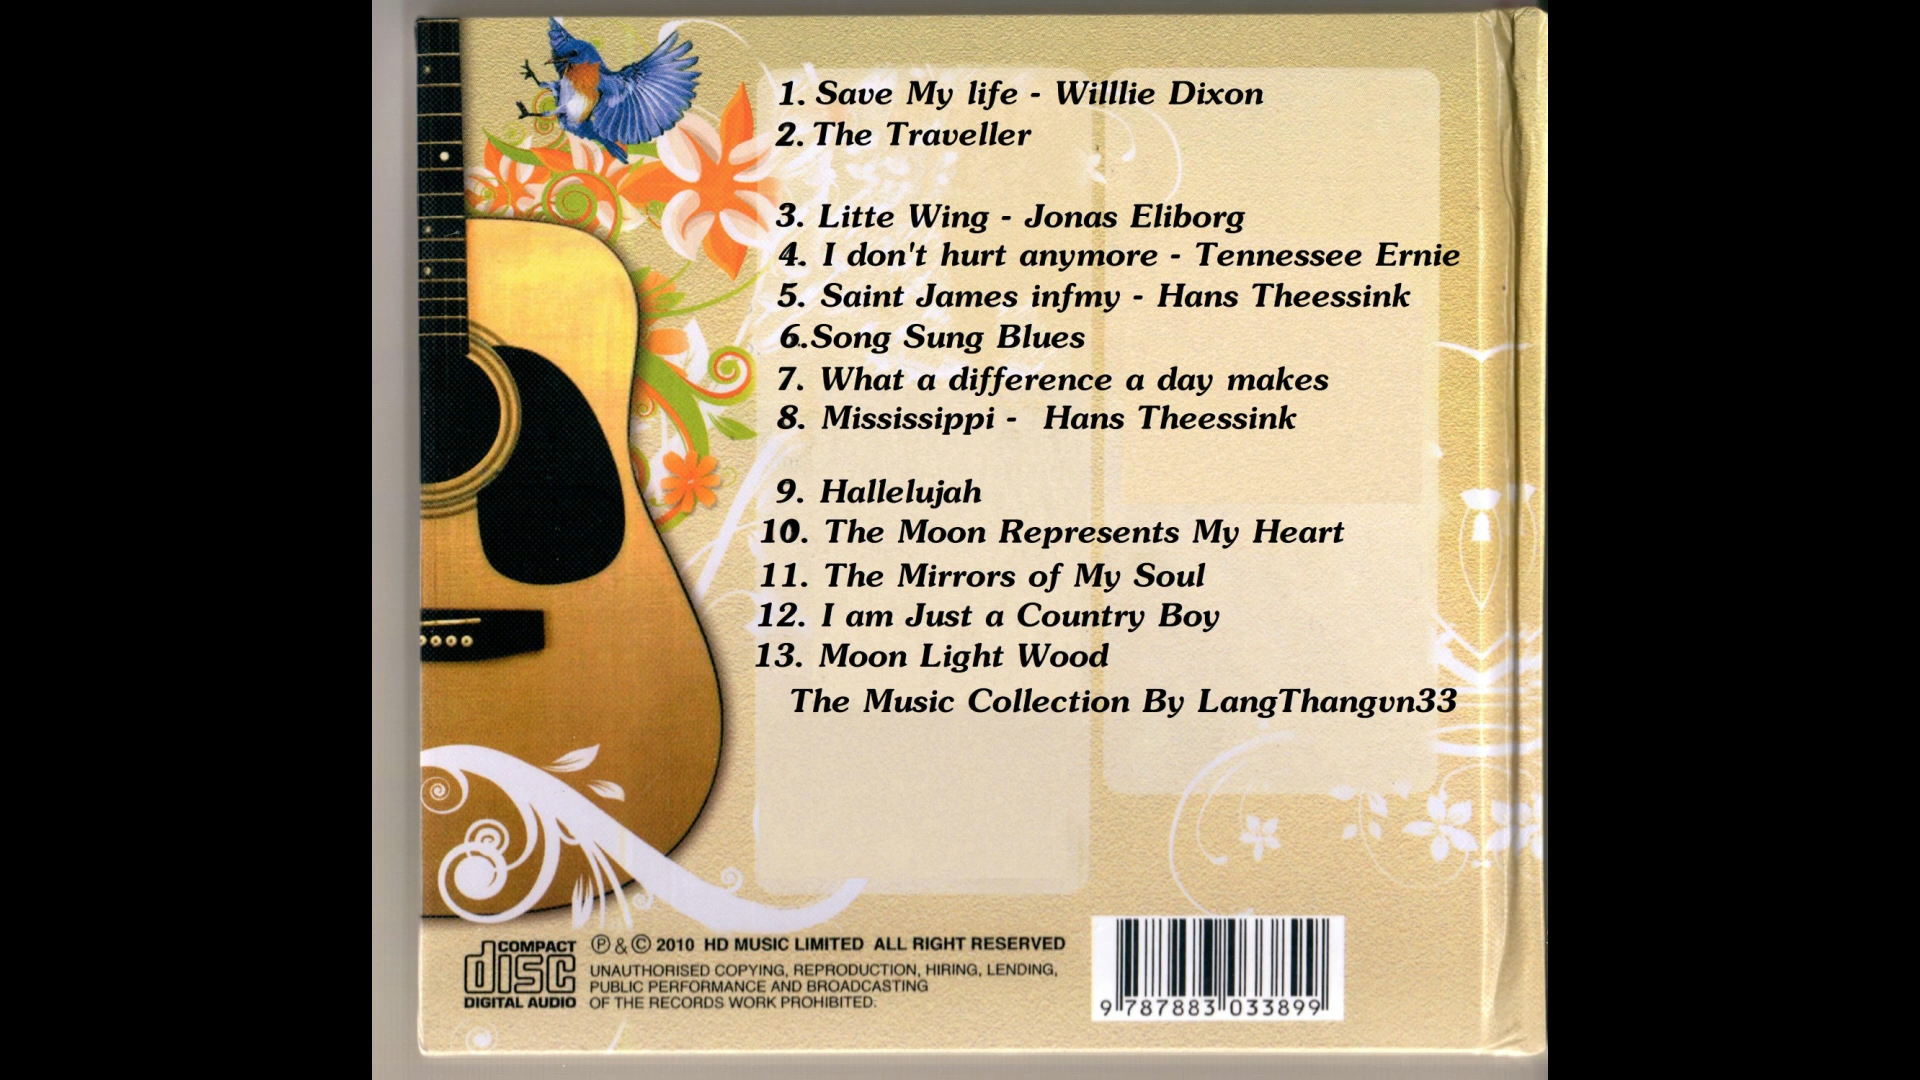 1. Save My life - Willlie Dixon
2. The Traveller
3. Litte Wing - Jonas Eliborg
4. I don't hurt anymore - Tennessee Ernie
5. Saint James infmy - Hans Theessink
6.Song Sung Blues
7. What a difference a day makes
8. Mississippi - Hans Theessink
9. Hallelujah
10. The Moon Represents My Heart
11. The Mirrors of My Soul
12. I am Just a Country Boy
13. Moon Light Wood
The Music Collection By LangThangvn33
COMPACT
disc
DIGITAL AUDIO
Ⓟ & © 2010 HD MUSIC LIMITED ALL RIGHT RESERVED
UNAUTHORISED COPYING, REPRODUCTION, HIRING, LENDING,
PUBLIC PERFORMANCE AND BROADCASTING
OF THE RECORDS WORK PROHIBITED.
9 787883 033899